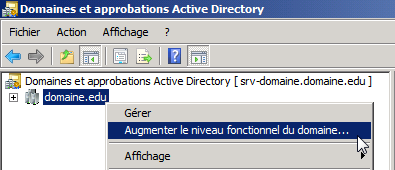 Domaines et approbations Active Directory
Fichier Action Affichage ?
Domaines et approbations Active Directory [ srv-domaine.domaine.edu ]
domaine.edu
Gérer
Augmenter le niveau fonctionnel du domaine...
Affichage